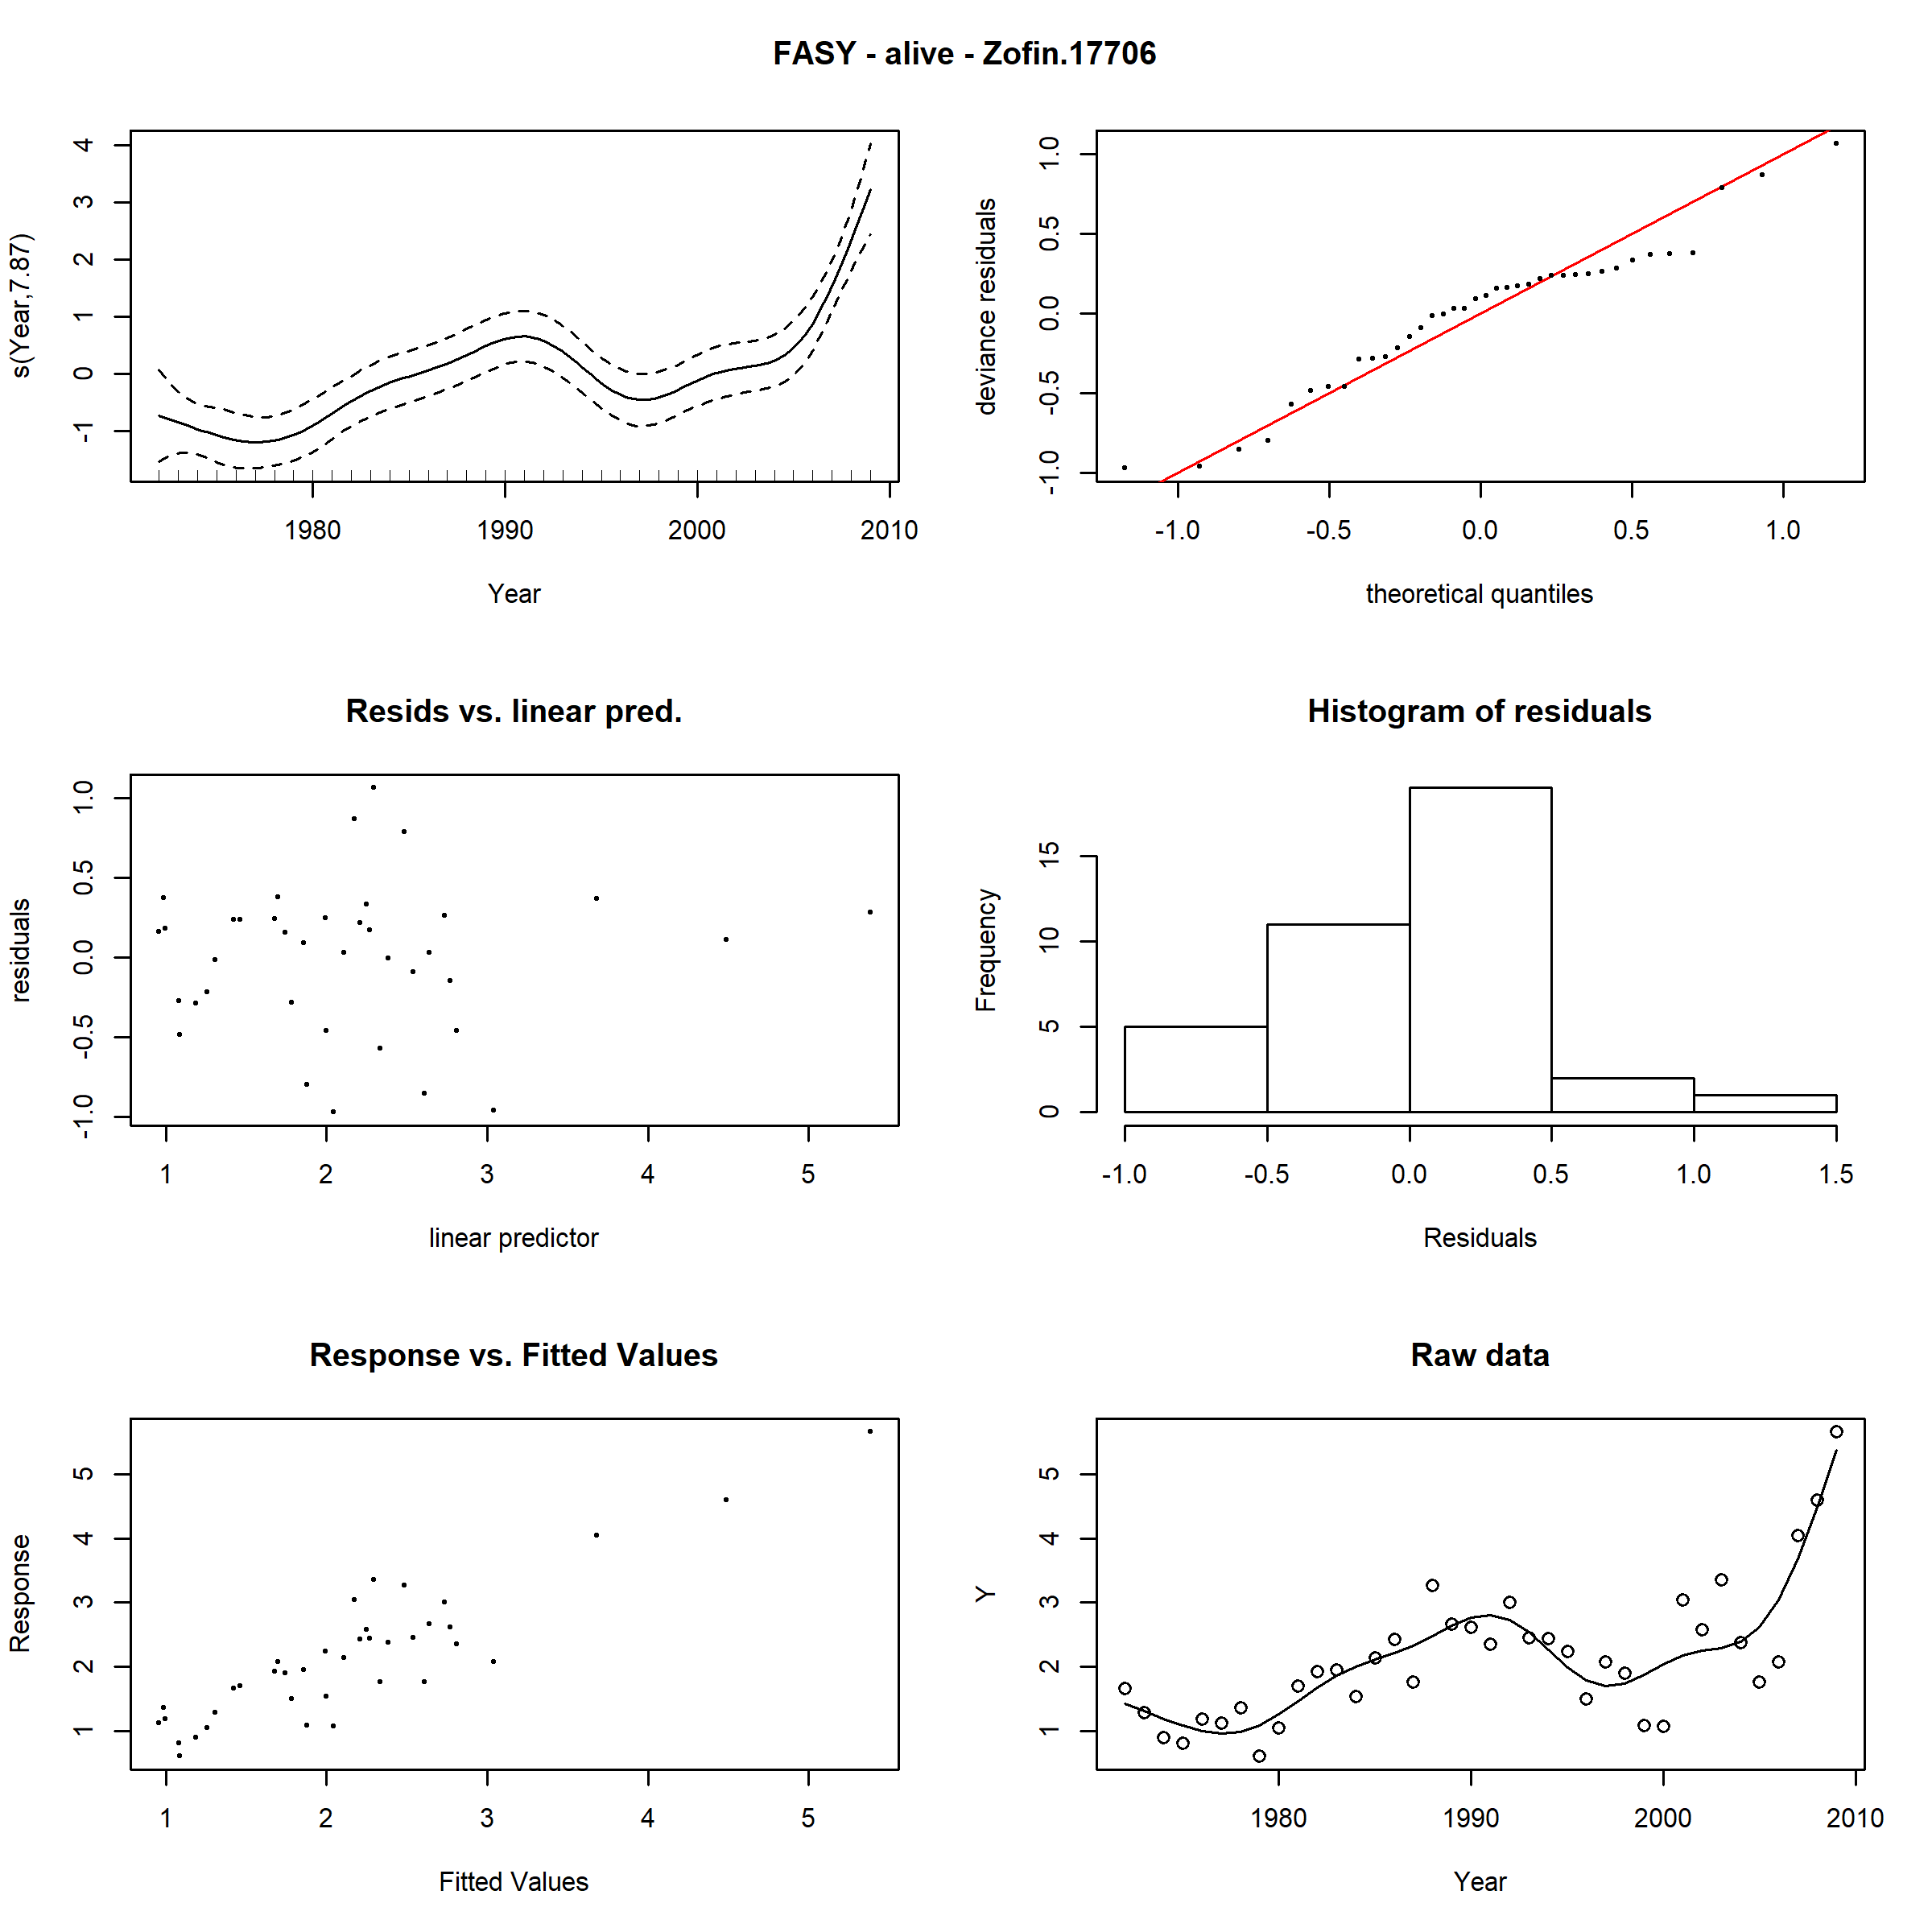 FASY - alive - Zofin.17706
s(Year,7.87)
4
3
2
1
0
-1
1980 1990 2000 2010
Year
deviance residuals
1.0
0.5
0.0
-0.5
-1.0
-1.0 -0.5 0.0 0.5 1.0
theoretical quantiles
Resids vs. linear pred.
residuals
1.0
0.5
0.0
-0.5
-1.0
1 2 3 4 5
linear predictor
Histogram of residuals
Frequency
15
10
5
0
-1.0 -0.5 0.0 0.5 1.0 1.5
Residuals
Response vs. Fitted Values
Response
5
4
3
2
1
1 2 3 4 5
Fitted Values
Raw data
Y
5
4
3
2
1
1980 1990 2000 2010
Year